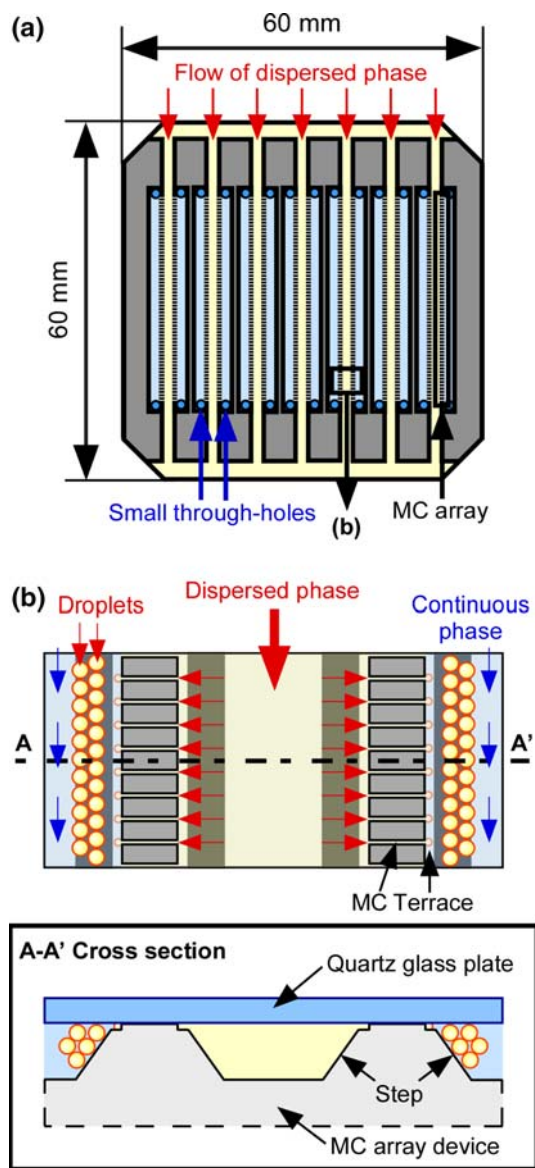 (a)
60 mm
Flow of dispersed phase
60 mm
Small through-holes
(b)
MC array
(b)
Droplets
Dispersed phase
Continuous
phase
A
A'
MC Terrace
A-A' Cross section
Quartz glass plate
Step
MC array device